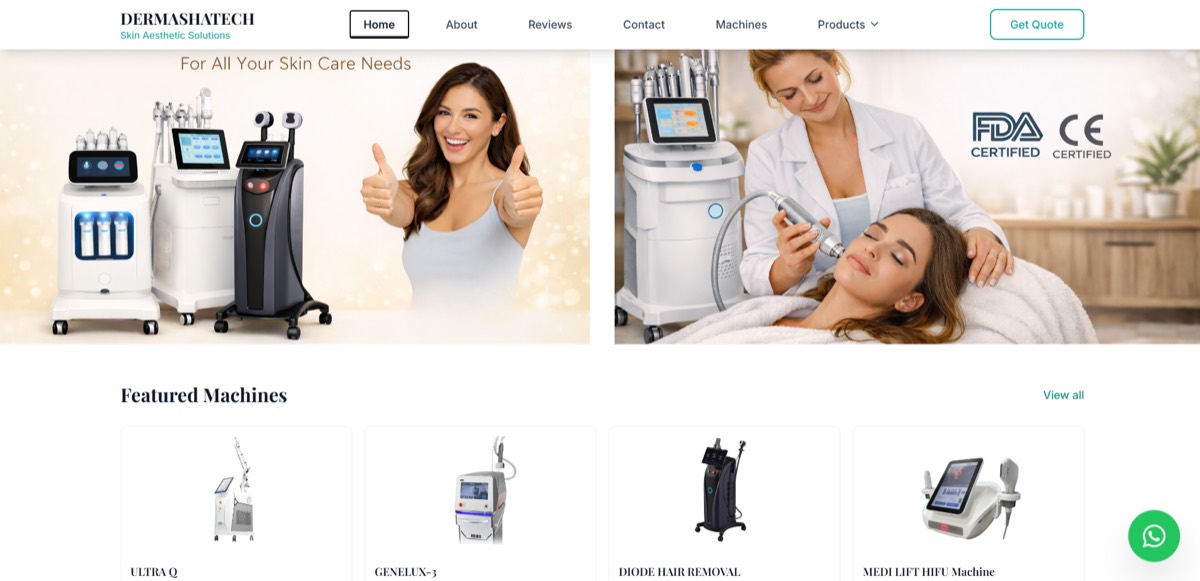 DERMASHATECH
Skin Aesthetic Solutions
Home
About
Reviews
Contact
Machines
Products
Get Quote
For All Your Skin Care Needs
FDA
CERTIFIED
CE
CERTIFIED
Featured Machines
View all
ULTRA Q
GENELUX-3
DIODE HAIR REMOVAL
MEDI LIFT HIFU Machine